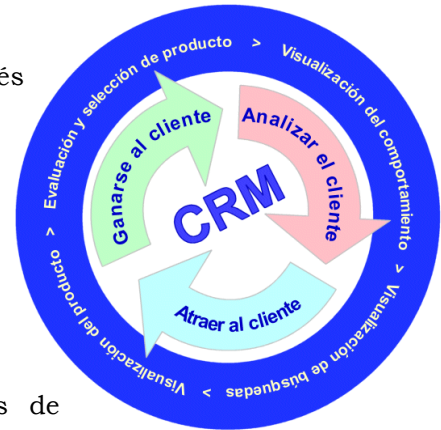 és
Evaluación y selección de producto > Visualización del comportamiento > Visualización de búsquedas > Visualización del producto >
Ganarse al cliente
Analizar el cliente
CRM
Atraer al cliente
s de